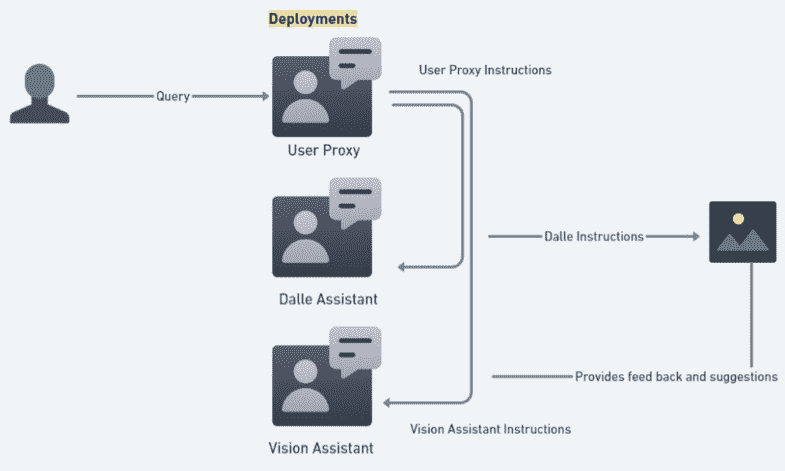 Deployments
User Proxy Instructions
Query
User Proxy
Dalle Instructions
Dalle Assistant
Provides feed back and suggestions
Vision Assistant Instructions
Vision Assistant